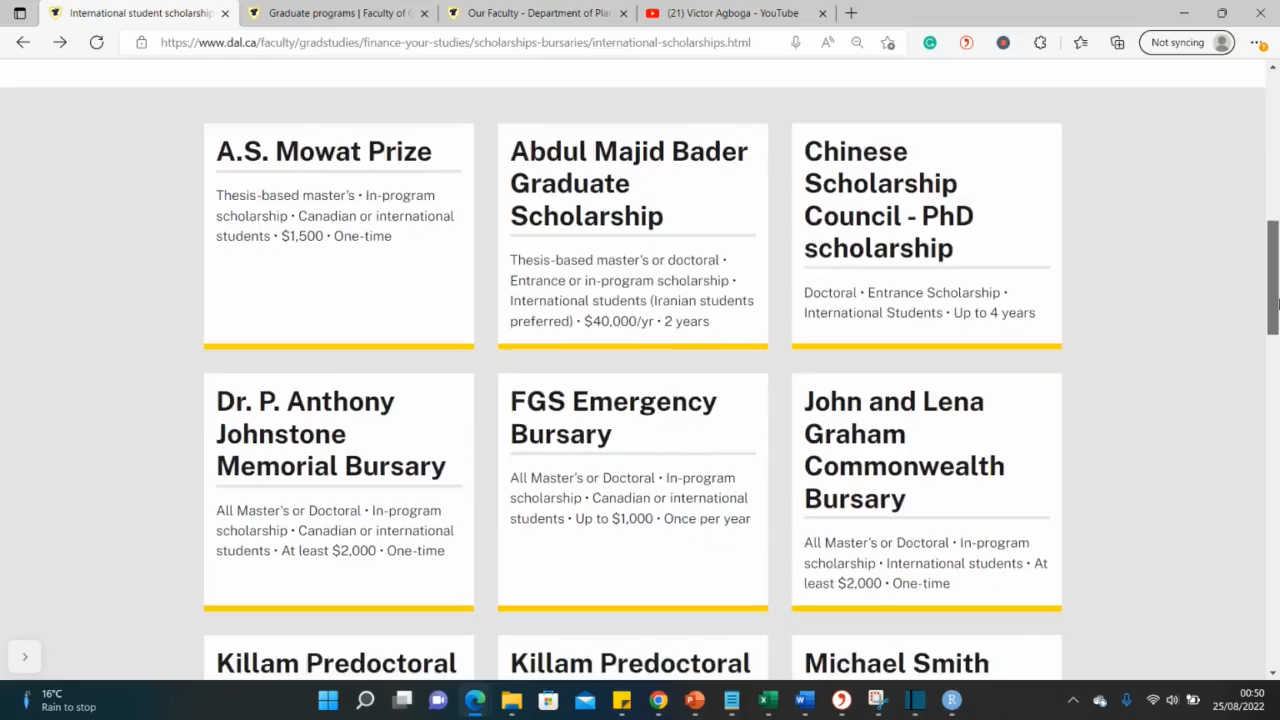 International student scholarship
Graduate programs | Faculty of G
Our Faculty - Department of Plan
(21) Victor Agboga - YouTube
https://www.dal.ca/faculty/gradstudies/finance-your-studies/scholarships-bursaries/international-scholarships.html
Not syncing
A.S. Mowat Prize
Thesis-based master's • In-program
scholarship • Canadian or international
students • $1,500 • One-time
Abdul Majid Bader
Graduate
Scholarship
Thesis-based master's or doctoral •
Entrance or in-program scholarship •
International students (Iranian students
preferred) • $40,000/yr • 2 years
Chinese
Scholarship
Council - PhD
scholarship
Doctoral • Entrance Scholarship •
International Students • Up to 4 years
Dr. P. Anthony
Johnstone
Memorial Bursary
All Master's or Doctoral • In-program
scholarship • Canadian or international
students • At least $2,000 • One-time
FGS Emergency
Bursary
All Master's or Doctoral • In-program
scholarship • Canadian or international
students • Up to $1,000 • Once per year
John and Lena
Graham
Commonwealth
Bursary
All Master's or Doctoral • In-program
scholarship • International students • At
least $2,000 • One-time
Killam Predoctoral
Killam Predoctoral
Michael Smith
16°C
Rain to stop
00:50
25/08/2022